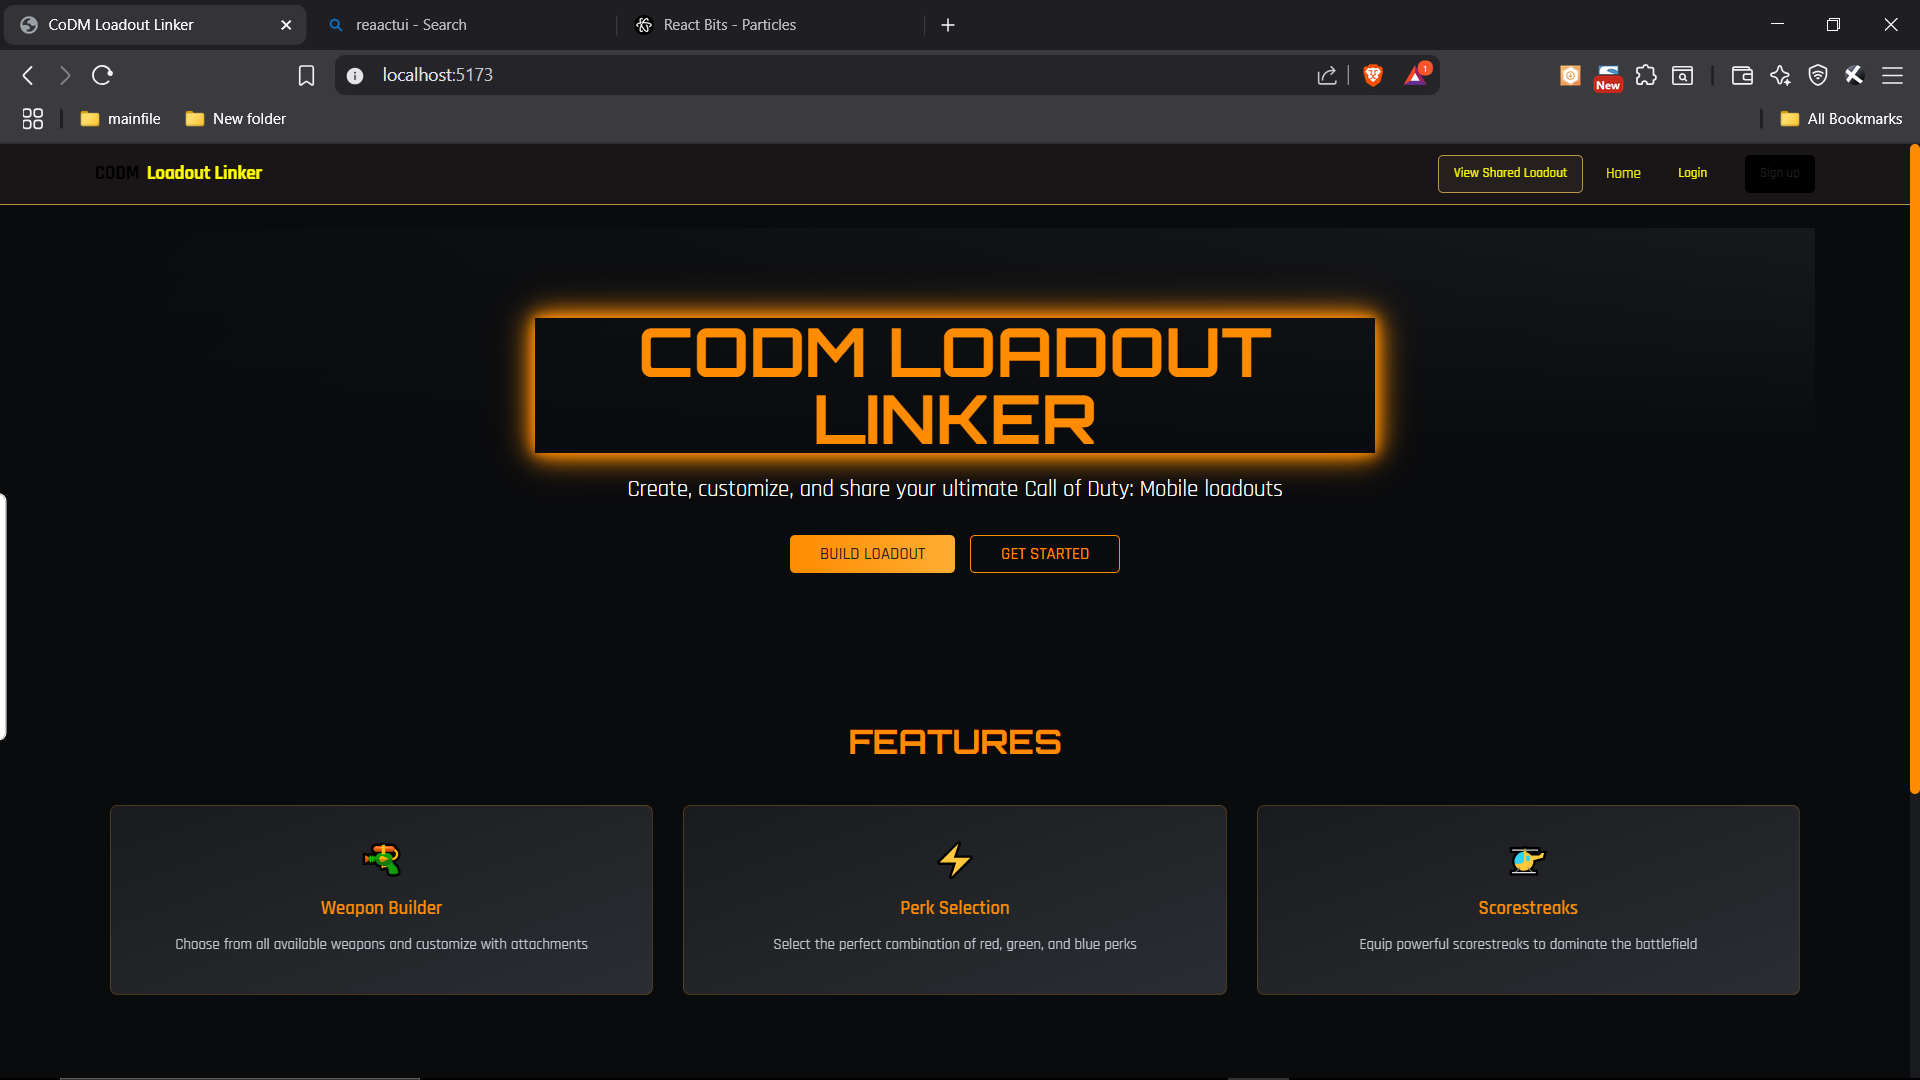 CoDM Loadout Linker
reaactui - Search
React Bits - Particles
localhost:5173
1
New
mainfile
New folder
All Bookmarks
CODM Loadout Linker
View Shared Loadout
Home
Login
Sign up
CODM LOADOUT
LINKER
Create, customize, and share your ultimate Call of Duty: Mobile loadouts
BUILD LOADOUT
GET STARTED
FEATURES
Weapon Builder
Choose from all available weapons and customize with attachments
Perk Selection
Select the perfect combination of red, green, and blue perks
Scorestreaks
Equip powerful scorestreaks to dominate the battlefield